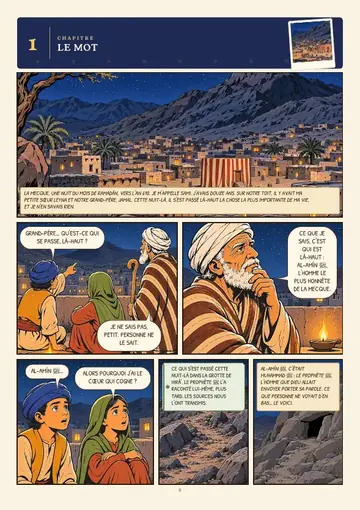 1
CHAPITRE
LE MOT
LA MECQUE, UNE NUIT DU MOIS DE RAMADÂN, VERS L'AN 610. JE M'APPELLE SAMI, J'AVAIS DOUZE ANS. SUR NOTRE TOIT, IL Y AVAIT MA
PETITE SŒUR LEYNA ET NOTRE GRAND-PÈRE, JAMÂL. CETTE NUIT-LÀ, IL S'EST PASSÉ LÀ-HAUT LA CHOSE LA PLUS IMPORTANTE DE MA VIE,
ET JE N'EN SAVAIS RIEN.
GRAND-PÈRE... QU'EST-CE QUI
SE PASSE, LÀ-HAUT ?
JE NE SAIS PAS,
PETIT. PERSONNE NE
LE SAIT.
CE QUE JE
SAIS, C'EST
QUI EST
LÀ-HAUT :
AL-AMÎN ﷺ,
L'HOMME LE
PLUS HONNÊTE
DE LA MECQUE.
AL-AMÎN ﷺ...
ALORS POURQUOI J'AI LE
CŒUR QUI COGNE ?
CE QUI S'EST PASSÉ CETTE
NUIT-LÀ DANS LA GROTTE DE
HIRÂ', LE PROPHÈTE ﷺ L'A
RACONTÉ LUI-MÊME, PLUS
TARD. LES SOURCES NOUS
L'ONT TRANSMIS.
AL-AMÎN ﷺ, C'ÉTAIT
MUHAMMAD ﷺ : LE PROPHÈTE ﷺ,
L'HOMME QUE DIEU ALLAIT
ENVOYER PORTER SA PAROLE. CE
QUE PERSONNE NE VOYAIT D'EN
BAS... LE VOICI.